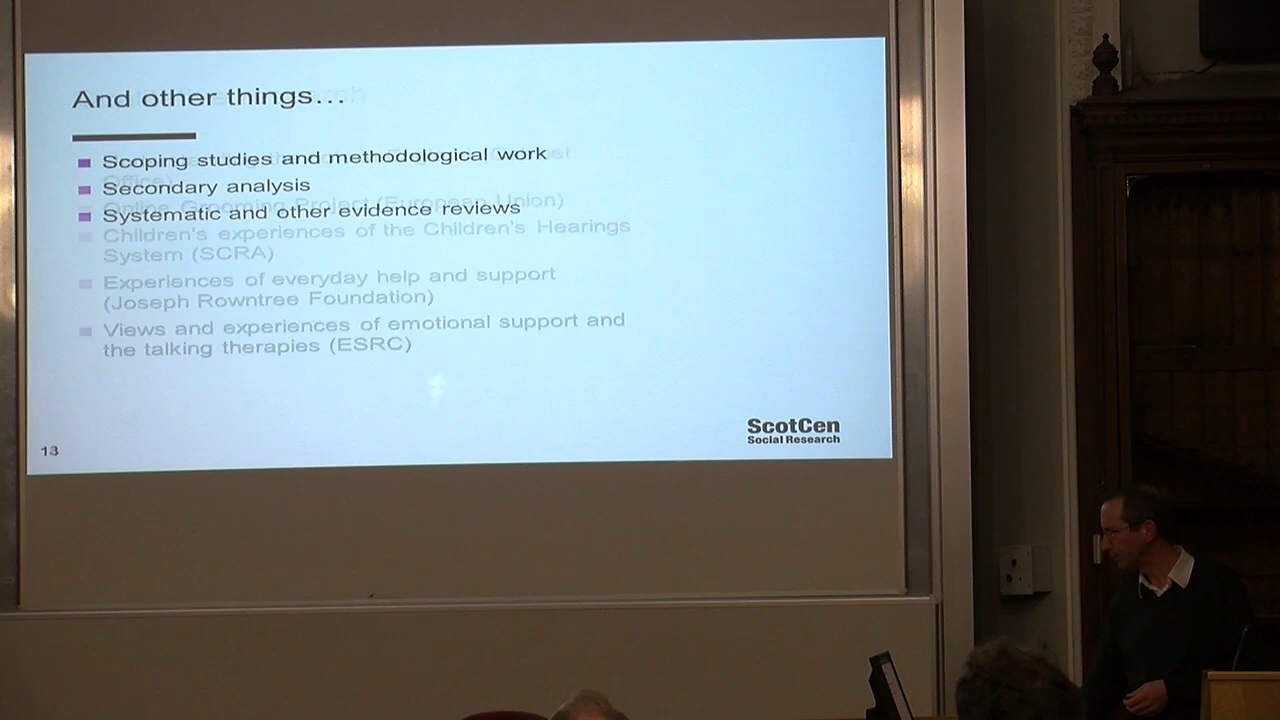 And other things…
Scoping studies and methodological work
Office)
Secondary analysis
Online Grooming Project (European Union)
Systematic and other evidence reviews
Children's experiences of the Children's Hearings
System (SCRA)
Experiences of everyday help and support
(Joseph Rowntree Foundation)
Views and experiences of emotional support and
the talking therapies (ESRC)
13
ScotCen
Social Research